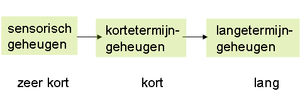 sensorisch
geheugen
kortetermijn-
geheugen
langetermijn-
geheugen
zeer kort
kort
lang